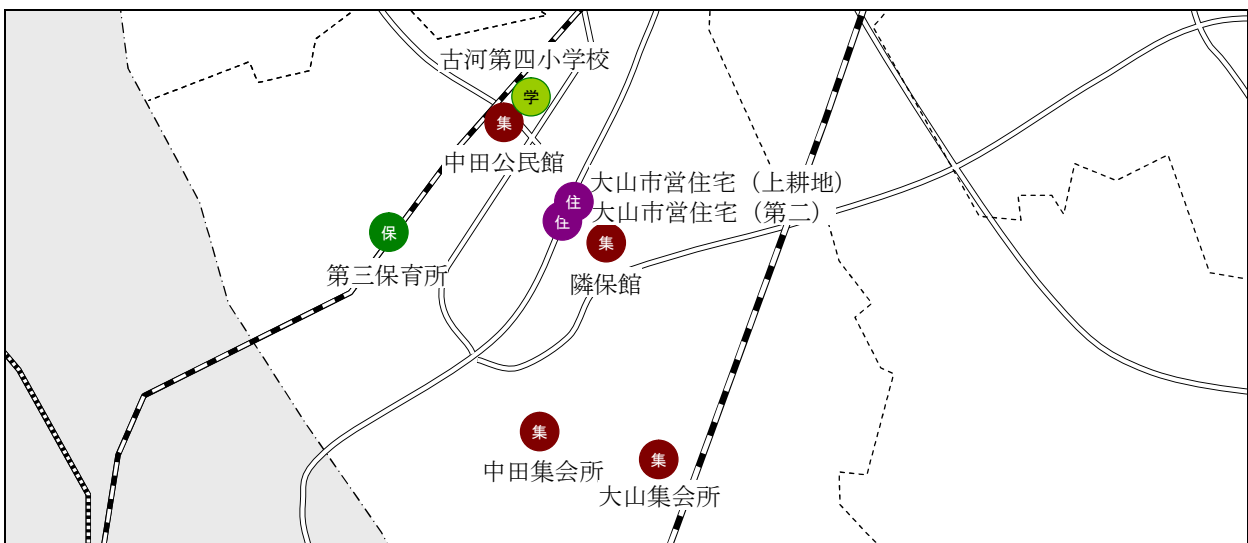 古河第四小学校
学
集
中田公民館
住
大山市営住宅（上耕地）
住
大山市営住宅（第二）
保
第三保育所
集
隣保館
集
中田集会所
集
大山集会所